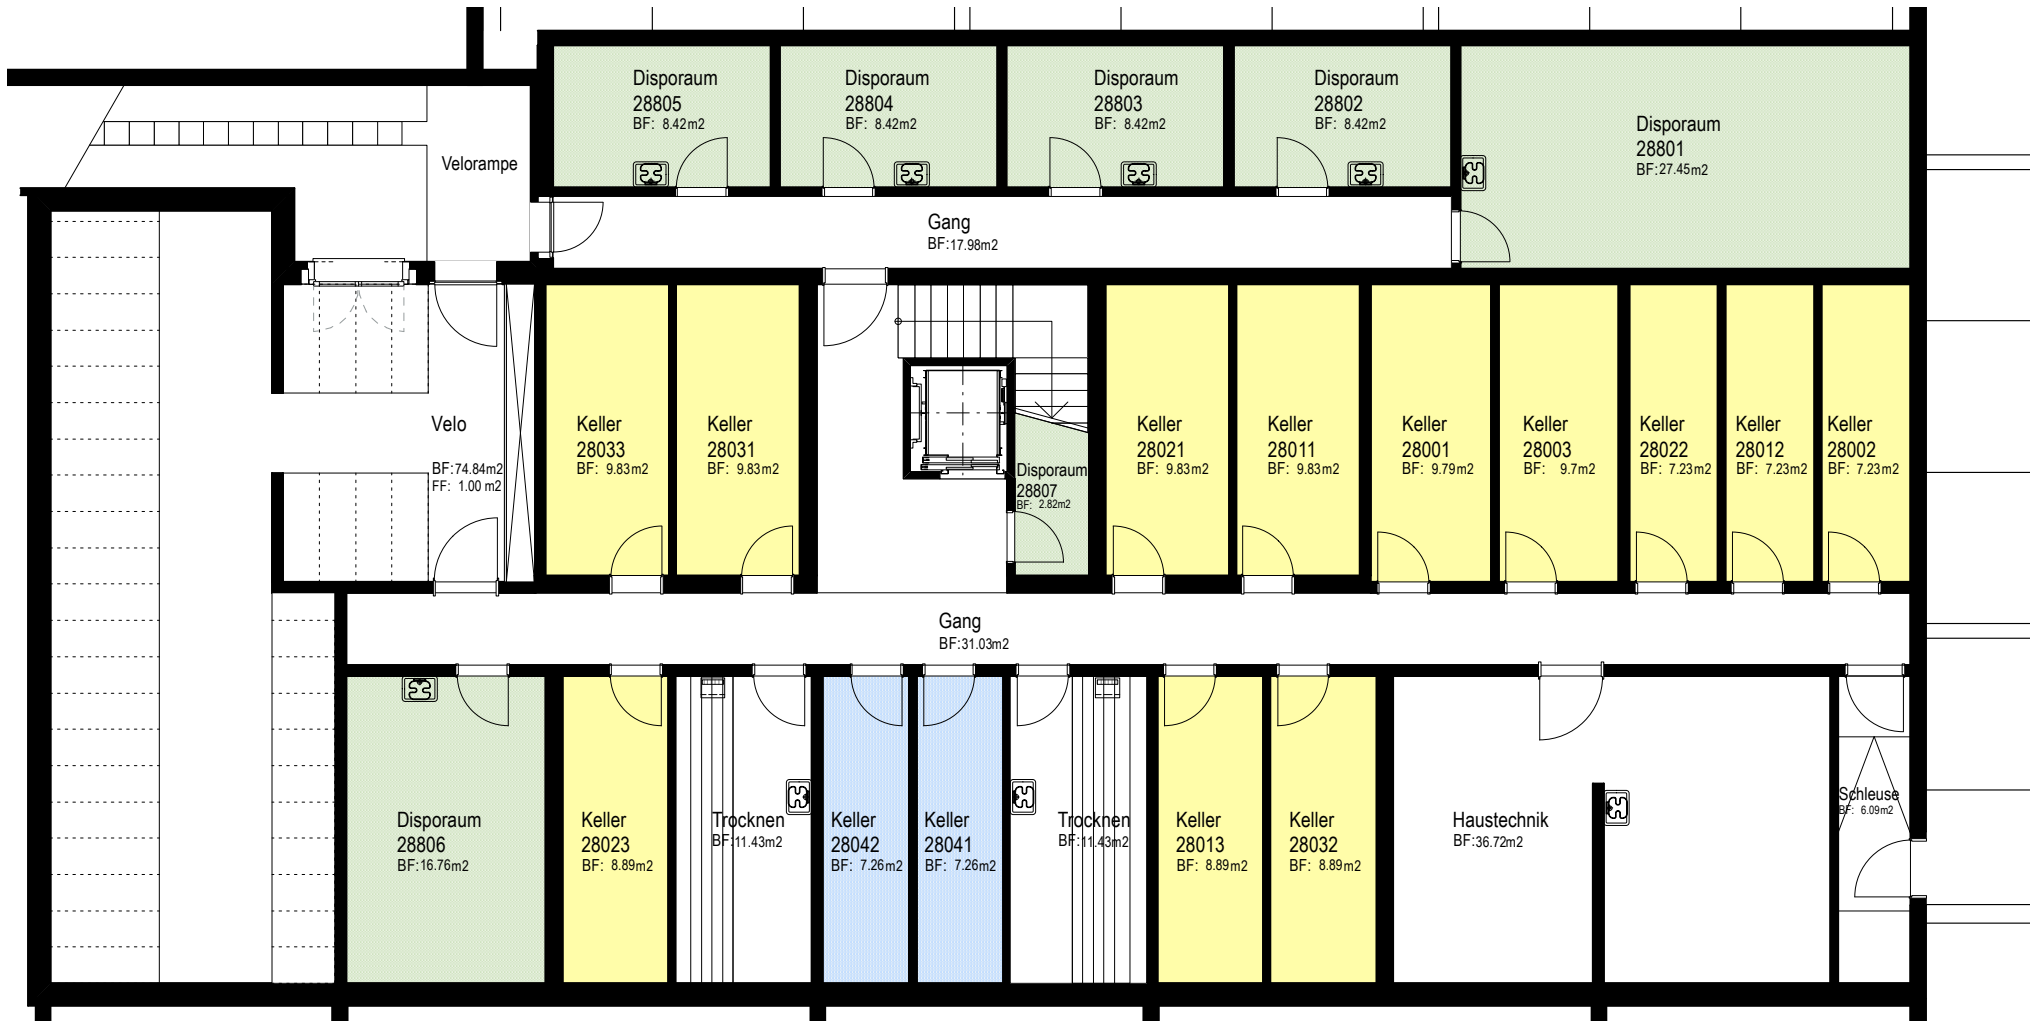 Disporaum
28805
BF: 8.42m2
Disporaum
28804
BF: 8.42m2
Disporaum
28803
BF: 8.42m2
Disporaum
28802
BF: 8.42m2
Disporaum
28801
BF:27.45m2
Velorampe
Gang
BF:17.98m2
Velo
BF:74.84m2
FF: 1.00 m2
Keller
28033
BF: 9.83m2
Keller
28031
BF: 9.83m2
Disporaum
28807
BF: 2.82m2
Keller
28021
BF: 9.83m2
Keller
28011
BF: 9.83m2
Keller
28001
BF: 9.79m2
Keller
28003
BF: 9.7m2
Keller
28022
BF: 7.23m2
Keller
28012
BF: 7.23m2
Keller
28002
BF: 7.23m2
Gang
BF:31.03m2
Disporaum
28806
BF:16.76m2
Keller
28023
BF: 8.89m2
Trocknen
BF:11.43m2
Keller
28042
BF: 7.26m2
Keller
28041
BF: 7.26m2
Trocknen
BF:11.43m2
Keller
28013
BF: 8.89m2
Keller
28032
BF: 8.89m2
Haustechnik
BF:36.72m2
Schleuse
BF: 6.09m2